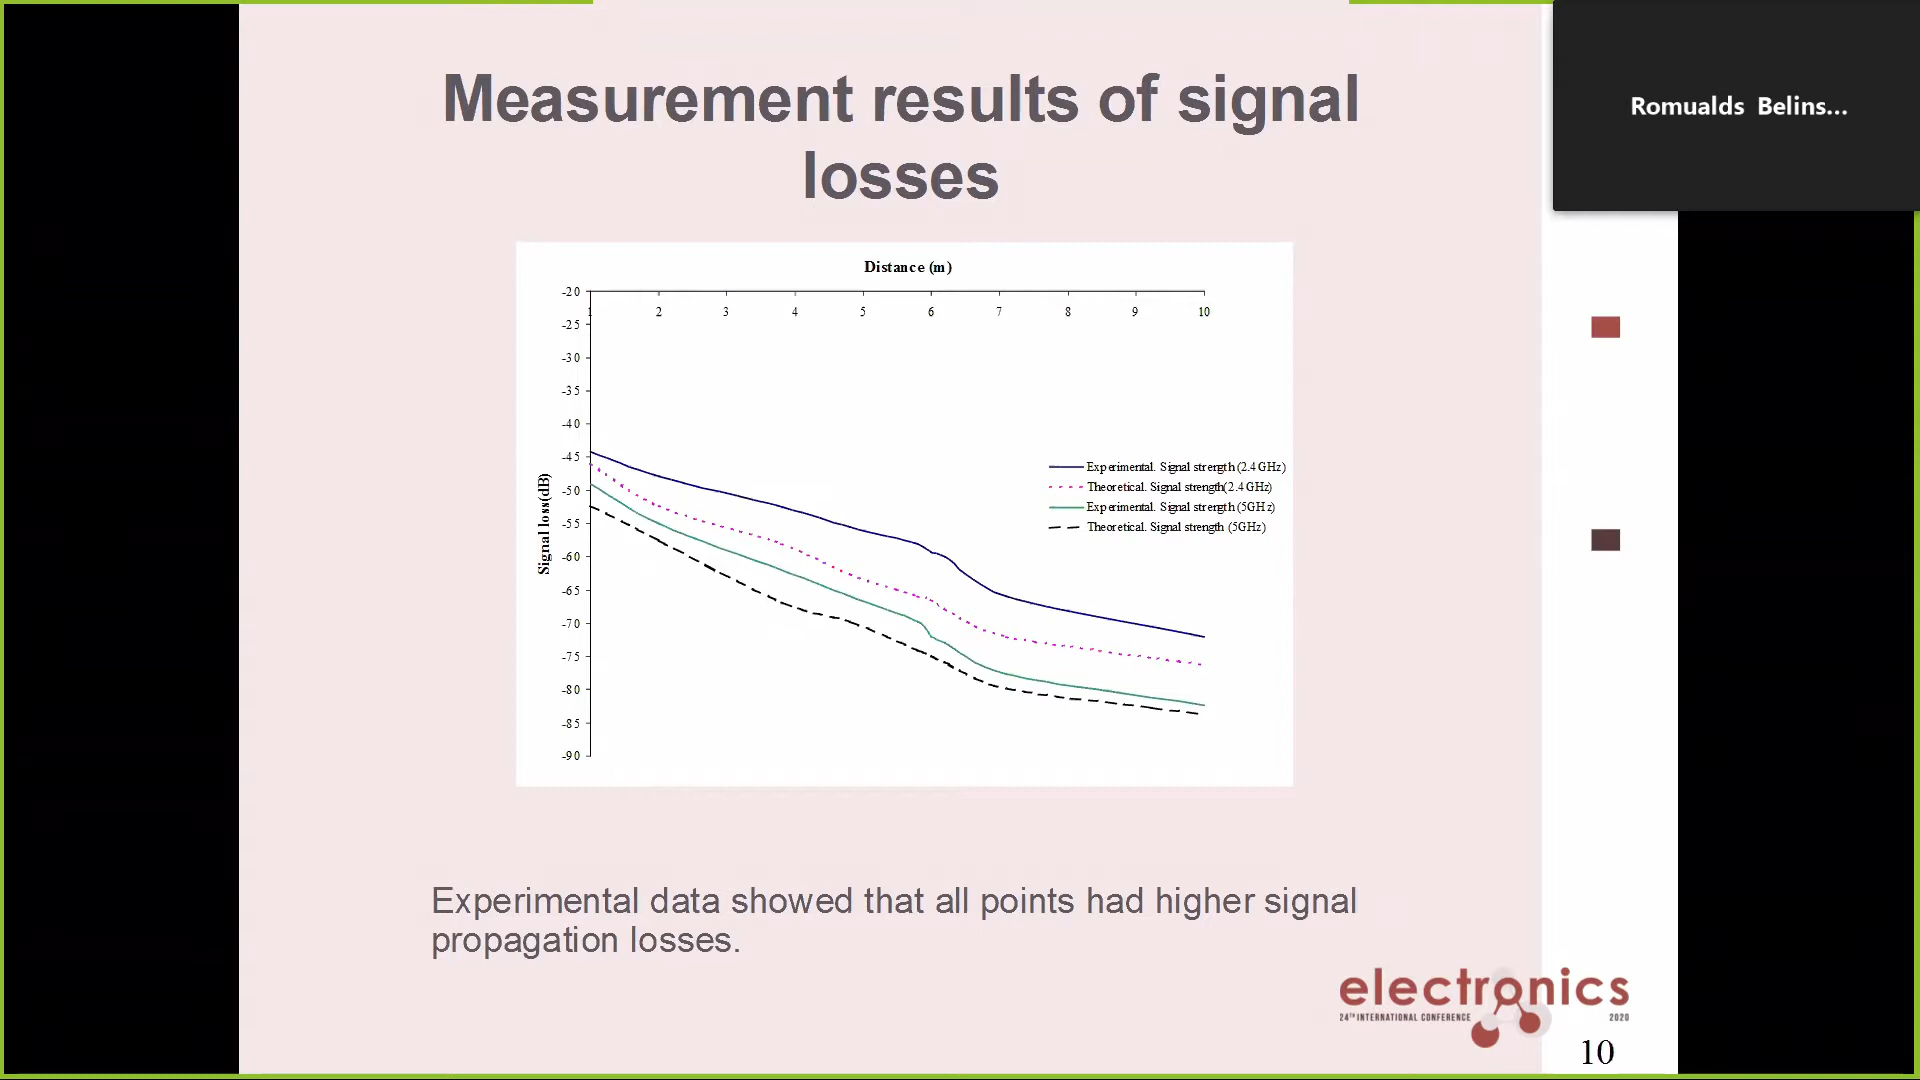 Measurement results of signal
losses
Romualds Belins...
Distance (m)
-20
1 2 3 4 5 6 7 8 9 10
-25
-30
-35
-40
-45
-50
-55
-60
-65
-70
-75
-80
-85
-90
Signal loss(dB)
Experimental. Signal strength (2.4 GHz)
Theoretical. Signal strength(2.4 GHz)
Experimental. Signal strength (5GHz)
Theoretical. Signal strength (5GHz)
Experimental data showed that all points had higher signal
propagation losses.
electronics
24TH INTERNATIONAL CONFERENCE 2020
10